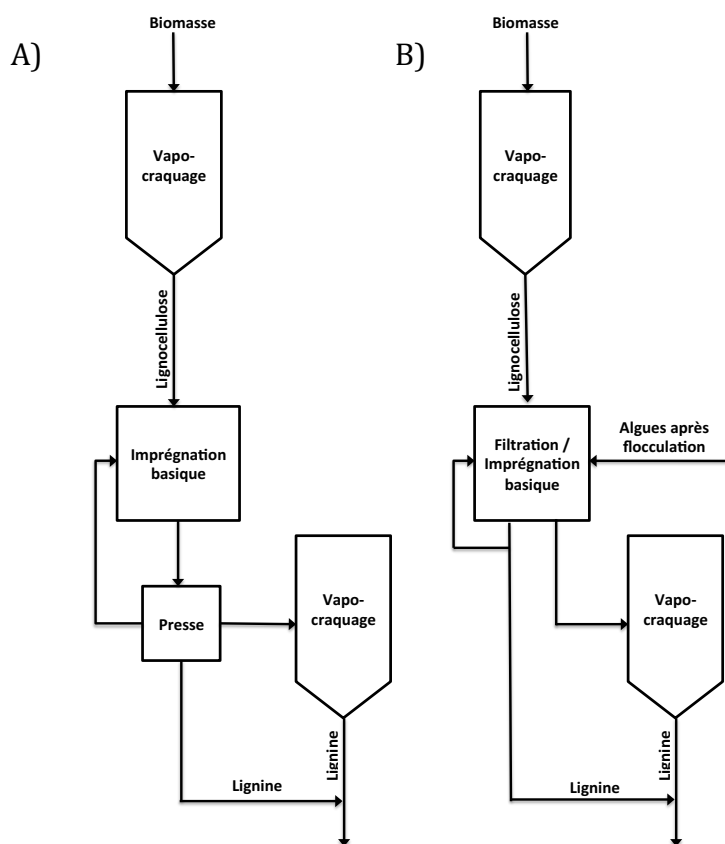 A)
Biomasse
Vapo-
craquage
Lignocellulose
Imprégnation
basique
Presse
Vapo-
craquage
Lignine
Lignine
B)
Biomasse
Vapo-
craquage
Lignocellulose
Filtration /
Imprégnation
basique
Algues après
flocculation
Vapo-
craquage
Lignine
Lignine